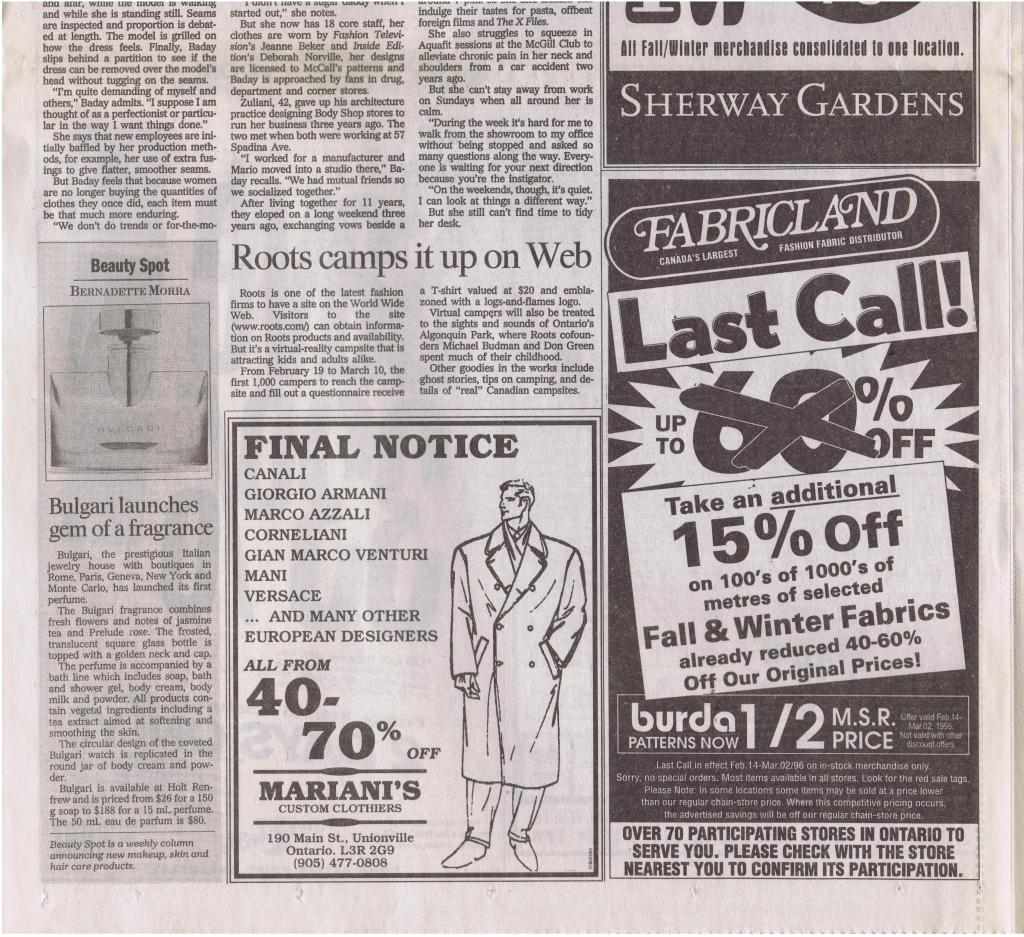 and afar, while the model is walking
and while she is standing still. Seams
are inspected and proportion is debat-
ed at length. The model is grilled on
how the dress feels. Finally, Baday
slips behind a partition to see if the
dress can be removed over the model's
head without tugging on the seams.
"I'm quite demanding of myself and
others," Baday admits. "I suppose I am
thought of as a perfectionist or particu-
lar in the way I want things done."
She says that new employees are ini-
tially baffled by her production meth-
ods, for example, her use of extra fus-
ings to give flatter, smoother seams.
But Baday feels that because women
are no longer buying the quantities of
clothes they once did, each item must
be that much more enduring.
"We don't do trends or for-the-mo-
"I didn't have a sugar daddy when I
started out," she notes.
But she now has 18 core staff, her
clothes are worn by Fashion Televi-
sion's Jeanne Beker and Inside Edi-
tion's Deborah Norville, her designs
are licensed to McCall's patterns and
Baday is approached by fans in drug,
department and corner stores.
Zuliani, 42, gave up his architecture
practice designing Body Shop stores to
run her business three years ago. The
two met when both were working at 57
Spadina Ave.
"I worked for a manufacturer and
Mario moved into a studio there," Ba-
day recalls. "We had mutual friends so
we socialized together."
After living together for 11 years,
they eloped on a long weekend three
years ago, exchanging vows beside a
indulge their tastes for pasta, offbeat
foreign films and The X Files.
She also struggles to squeeze in
Aquafit sessions at the McGill Club to
alleviate chronic pain in her neck and
shoulders from a car accident two
years ago.
But she can't stay away from work
on Sundays when all around her is
calm.
"During the week it's hard for me to
walk from the showroom to my office
without being stopped and asked so
many questions along the way. Every-
one is waiting for your next direction
because you're the instigator.
"On the weekends, though, it's quiet.
I can look at things a different way."
But she still can't find time to tidy
her desk.
All Fall/Winter merchandise consolidated to one location.
SHERWAY GARDENS
Beauty Spot
BERNADETTE MORRA
BVLGARI
Bulgari launches
gem of a fragrance
Bulgari, the prestigious Italian
jewelry house with boutiques in
Rome, Paris, Geneva, New York and
Monte Carlo, has launched its first
perfume.
The Bulgari fragrance combines
fresh flowers and notes of jasmine
tea and Prelude rose. The frosted,
translucent square glass bottle is
topped with a golden neck and cap.
The perfume is accompanied by a
bath line which includes soap, bath
and shower gel, body cream, body
milk and powder. All products con-
tain vegetal ingredients including a
tea extract aimed at softening and
smoothing the skin.
The circular design of the coveted
Bulgari watch is replicated in the
round jar of body cream and pow-
der.
Bulgari is available at Holt Ren-
frew and is priced from $26 for a 150
g soap to $188 for a 15 mL perfume.
The 50 mL eau de parfum is $80.
Beauty Spot is a weekly column
announcing new makeup, skin and
hair care products.
Roots camps it up on Web
Roots is one of the latest fashion
firms to have a site on the World Wide
Web. Visitors to the site
(www.roots.com/) can obtain informa-
tion on Roots products and availability.
But it's a virtual-reality campsite that is
attracting kids and adults alike.
From February 19 to March 10, the
first 1,000 campers to reach the camp-
site and fill out a questionnaire receive
a T-shirt valued at $20 and embla-
zoned with a logs-and-flames logo.
Virtual campers will also be treated
to the sights and sounds of Ontario's
Algonquin Park, where Roots cofoun-
ders Michael Budman and Don Green
spent much of their childhood.
Other goodies in the works include
ghost stories, tips on camping, and de-
tails of "real" Canadian campsites.
FINAL NOTICE
CANALI
GIORGIO ARMANI
MARCO AZZALI
CORNELIANI
GIAN MARCO VENTURI
MANI
VERSACE
... AND MANY OTHER
EUROPEAN DESIGNERS
ALL FROM
40-
70% OFF
MARIANI'S
CUSTOM CLOTHIERS
190 Main St., Unionville
Ontario. L3R 2G9
(905) 477-0808
FABRICLAND
CANADA'S LARGEST FASHION FABRIC DISTRIBUTOR
Last Call!
UP TO 60% OFF
Take an additional
15% Off
on 100's of 1000's of
metres of selected
Fall & Winter Fabrics
already reduced 40-60%
Off Our Original Prices!
burda
PATTERNS NOW
1/2 M.S.R. PRICE
Offer valid Feb.14-
Mar.02, 1996.
Not valid with other
discount offers.
Last Call in effect Feb.14-Mar.02/96 on in-stock merchandise only.
Sorry, no special orders. Most items available in all stores. Look for the red sale tags.
Please Note: In some locations some items may be sold at a price lower
than our regular chain-store price. Where this competitive pricing occurs,
the advertised savings will be off our regular chain-store price.
OVER 70 PARTICIPATING STORES IN ONTARIO TO
SERVE YOU. PLEASE CHECK WITH THE STORE
NEAREST YOU TO CONFIRM ITS PARTICIPATION.